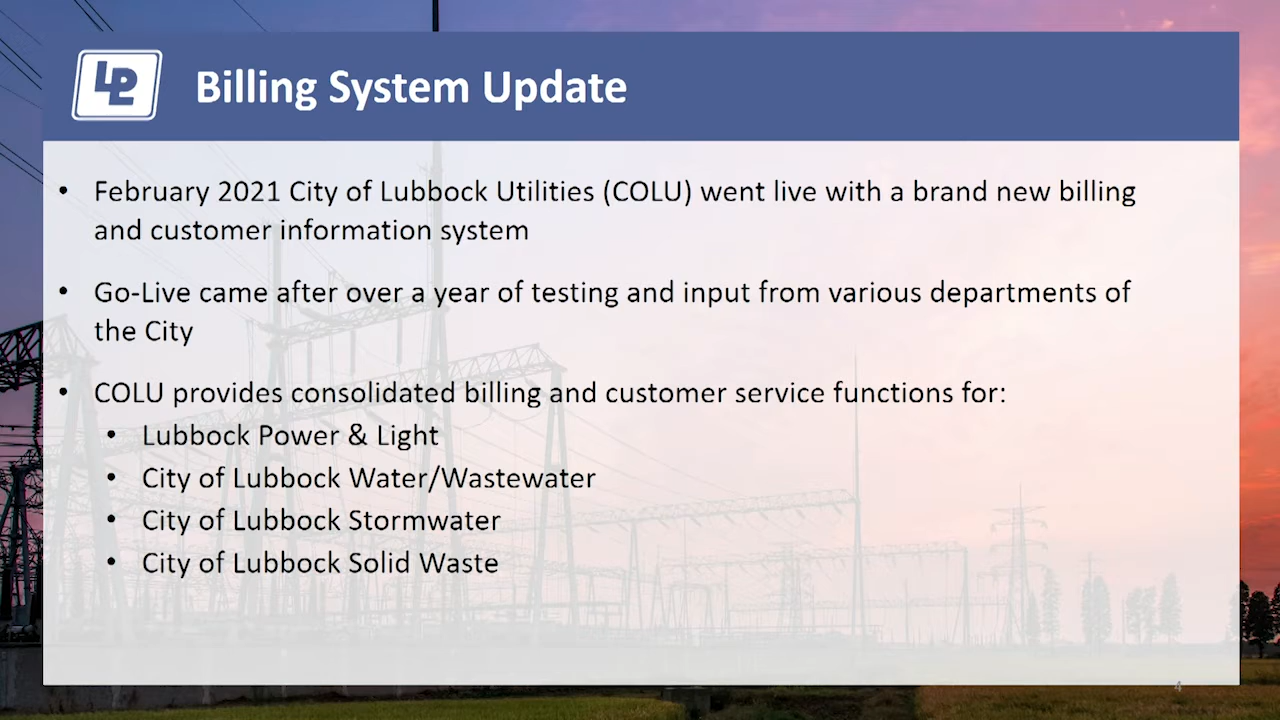 LP&L
Billing System Update
• February 2021 City of Lubbock Utilities (COLU) went live with a brand new billing
and customer information system
• Go-Live came after over a year of testing and input from various departments of
the City
• COLU provides consolidated billing and customer service functions for:
• Lubbock Power & Light
• City of Lubbock Water/Wastewater
• City of Lubbock Stormwater
• City of Lubbock Solid Waste
4